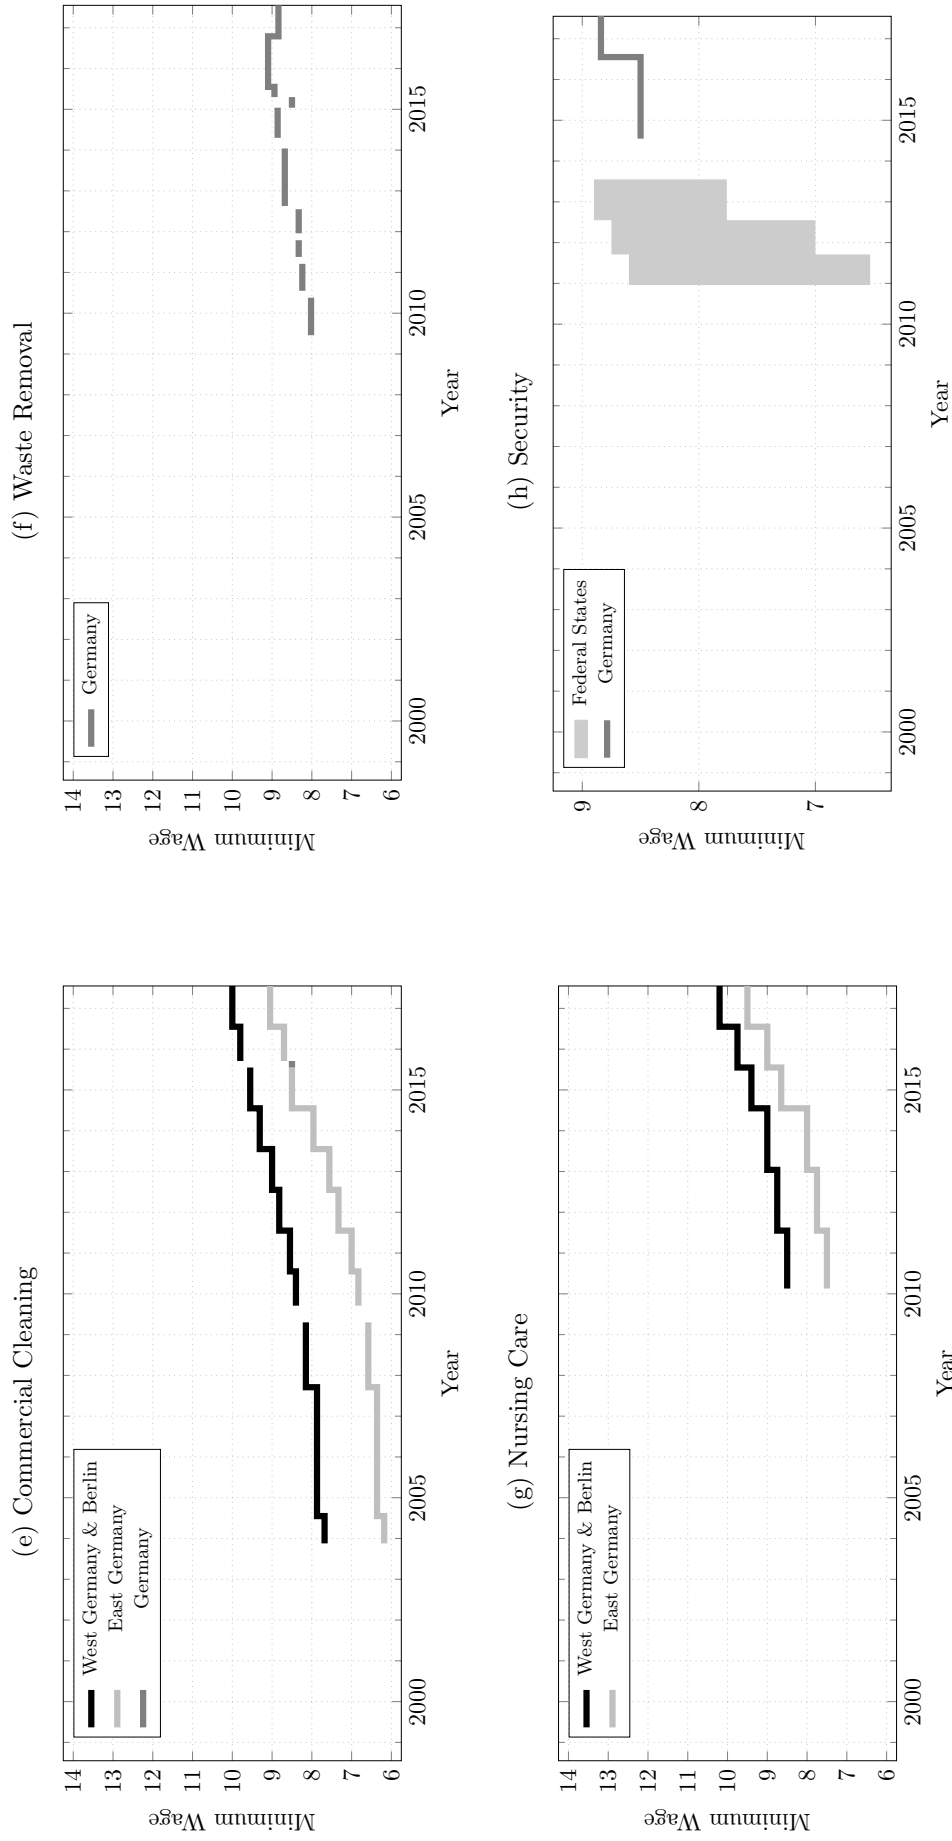 (e) Commercial Cleaning
West Germany & Berlin
East Germany
Germany
14
13
12
11
10
9
8
7
6
Minimum Wage
2000
2005
2010
2015
Year
(f) Waste Removal
Germany
14
13
12
11
10
9
8
7
6
Minimum Wage
2000
2005
2010
2015
Year
(g) Nursing Care
West Germany & Berlin
East Germany
14
13
12
11
10
9
8
7
6
Minimum Wage
2000
2005
2010
2015
Year
(h) Security
Federal States
Germany
9
8
7
Minimum Wage
2000
2005
2010
2015
Year